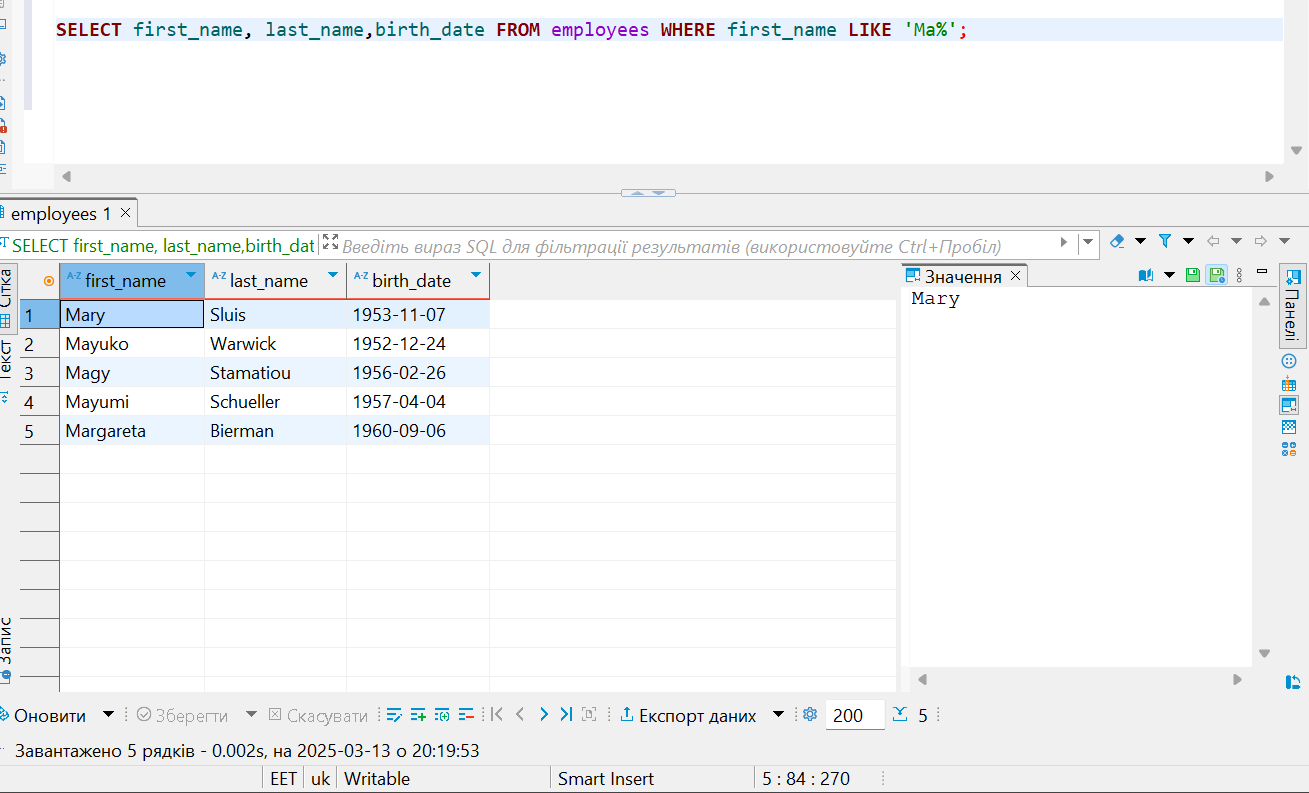 SELECT first_name, last_name,birth_date FROM employees WHERE first_name LIKE 'Ma%';
employees 1
SELECT first_name, last_name,birth_dat Введіть вираз SQL для фільтрації результатів (використовуйте Ctrl+Пробіл)
Сітка
Текст
Запис
first_name last_name birth_date
1 Mary Sluis 1953-11-07
2 Mayuko Warwick 1952-12-24
3 Magy Stamatiou 1956-02-26
4 Mayumi Schueller 1957-04-04
5 Margareta Bierman 1960-09-06
Значення
Mary
Панелі
Оновити Зберегти Скасувати Експорт даних 200 5
Завантажено 5 рядків - 0.002s, на 2025-03-13 о 20:19:53
EET uk Writable Smart Insert 5 : 84 : 270